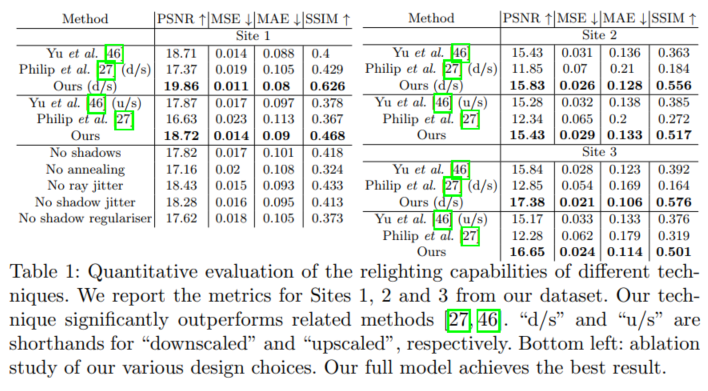 Method PSNR ↑ MSE ↓ MAE ↓ SSIM ↑
Site 1
Yu et al. [46] 18.71 0.014 0.088 0.4
Philip et al. [27] (d/s) 17.37 0.019 0.105 0.429
Ours (d/s) 19.86 0.011 0.08 0.626
Yu et al. [46] (u/s) 17.87 0.017 0.097 0.378
Philip et al. [27] 16.63 0.023 0.113 0.367
Ours 18.72 0.014 0.09 0.468
No shadows 17.82 0.017 0.101 0.418
No annealing 17.16 0.02 0.108 0.324
No ray jitter 18.43 0.015 0.093 0.433
No shadow jitter 18.28 0.016 0.095 0.413
No shadow regulariser 17.62 0.018 0.105 0.373
Method PSNR ↑ MSE ↓ MAE ↓ SSIM ↑
Site 2
Yu et al. [46] 15.43 0.031 0.136 0.363
Philip et al. [27] (d/s) 11.85 0.07 0.21 0.184
Ours (d/s) 15.83 0.026 0.128 0.556
Yu et al. [46] (u/s) 15.28 0.032 0.138 0.385
Philip et al. [27] 12.34 0.065 0.2 0.272
Ours 15.43 0.029 0.133 0.517
Site 3
Yu et al. [46] 15.84 0.028 0.123 0.392
Philip et al. [27] (d/s) 12.85 0.054 0.169 0.164
Ours (d/s) 17.38 0.021 0.106 0.576
Yu et al. [46] (u/s) 15.17 0.033 0.133 0.376
Philip et al. [27] 12.28 0.062 0.179 0.319
Ours 16.65 0.024 0.114 0.501
Table 1: Quantitative evaluation of the relighting capabilities of different tech-
niques. We report the metrics for Sites 1, 2 and 3 from our dataset. Our tech-
nique significantly outperforms related methods [27,46]. “d/s” and “u/s” are
shorthands for “downscaled” and “upscaled”, respectively. Bottom left: ablation
study of our various design choices. Our full model achieves the best result.